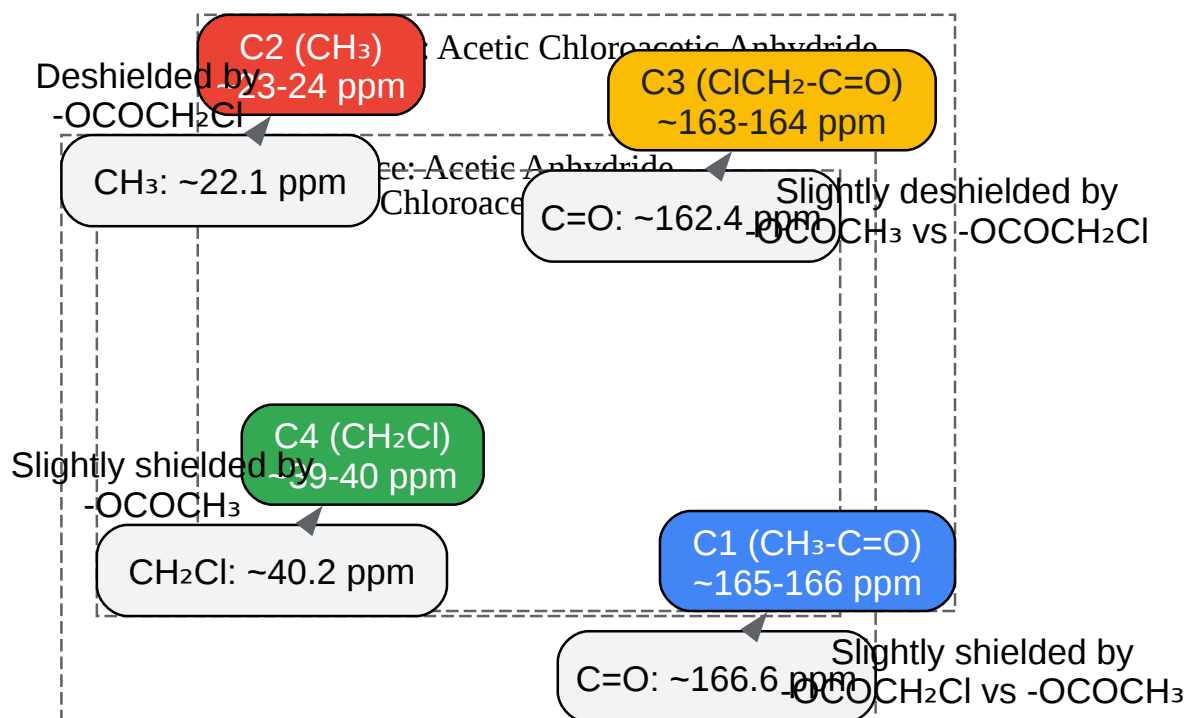 C2 (CH₃)
~23-24 ppm
: Acetic Chloroacetic Anhydride
Deshielded by
-OCOCH₂Cl
C3 (ClCH₂-C=O)
~163-164 ppm
CH₃: ~22.1 ppm
ce: Acetic Anhydride
Chloroace
C=O: ~162.4 ppm
Slightly deshielded by
-OCOCH₃ vs -OCOCH₂Cl
C4 (CH₂Cl)
~39-40 ppm
Slightly shielded by
-OCOCH₃
CH₂Cl: ~40.2 ppm
C1 (CH₃-C=O)
~165-166 ppm
C=O: ~166.6 ppm
Slightly shielded by
-OCOCH₂Cl vs -OCOCH₃